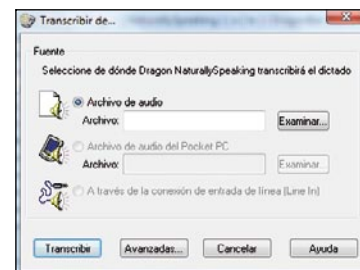 Transcribir de...
Fuente
Seleccione de dónde Dragon NaturallySpeaking transcribirá el dictado
Archivo de audio
Archivo:
Examinar...
Archivo de audio del Pocket PC
Archivo:
Examinar...
A través de la conexión de entrada de línea (Line In)
Transcribir
Avanzadas...
Cancelar
Ayuda